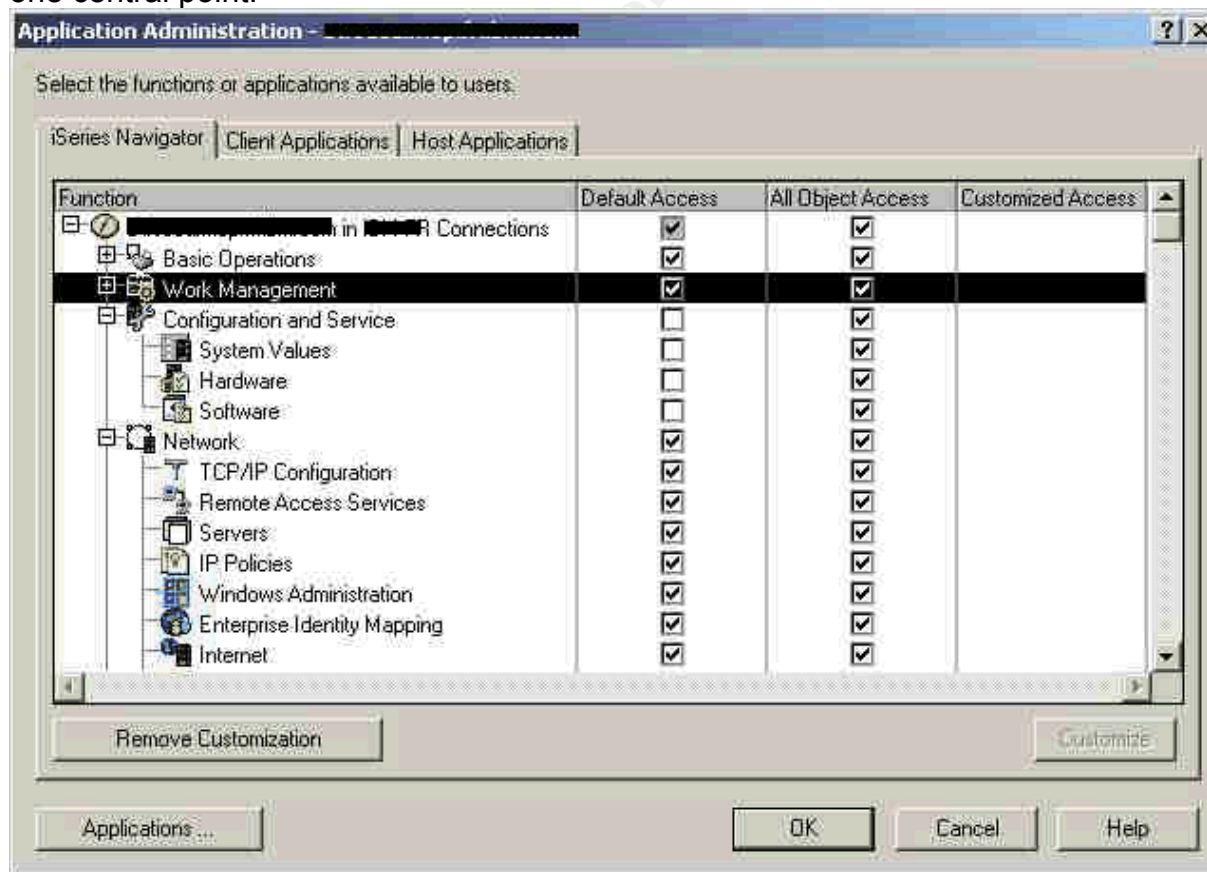 one central point.
Application Administration -
Select the functions or applications available to users.
iSeries Navigator Client Applications Host Applications
Function Default Access All Object Access Customized Access
in Connections
Basic Operations
Work Management
Configuration and Service
System Values
Hardware
Software
Network
TCP/IP Configuration
Remote Access Services
Servers
IP Policies
Windows Administration
Enterprise Identity Mapping
Internet
Remove Customization Customize
Applications ... OK Cancel Help